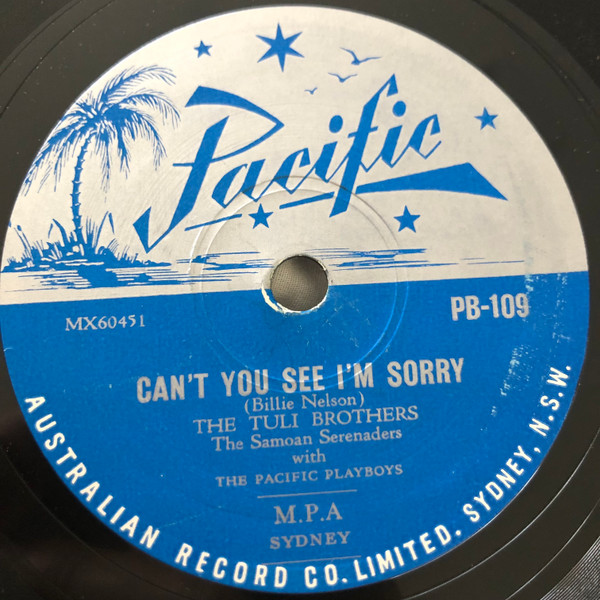 Pacific
MX60451
PB-109
CAN'T YOU SEE I'M SORRY
(Billie Nelson)
THE TULI BROTHERS
The Samoan Serenaders
with
THE PACIFIC PLAYBOYS
M.P.A
SYDNEY
AUSTRALIAN RECORD CO. LIMITED. SYDNEY, N.S.W.